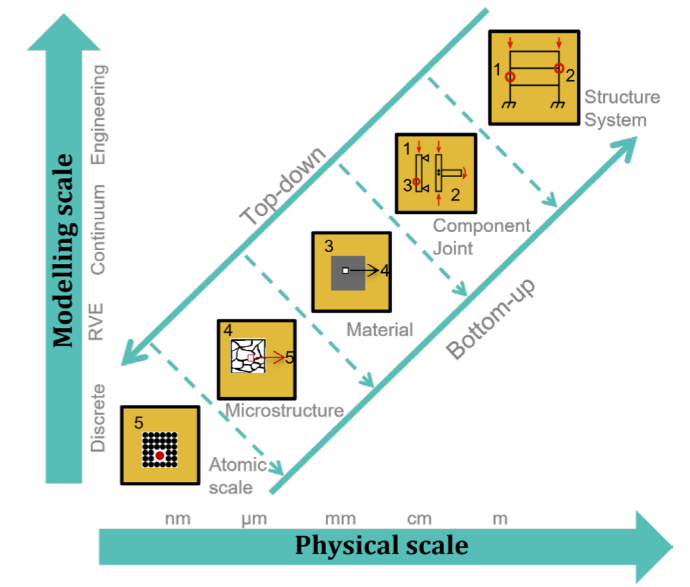 1
2
Structure
System
Engineering
Top-down
1
3
2
Component
Joint
Modelling scale
Continuum
3
4
Material
Bottom-up
RVE
4
5
Microstructure
Discrete
5
Atomic
scale
nm μm mm cm m
Physical scale